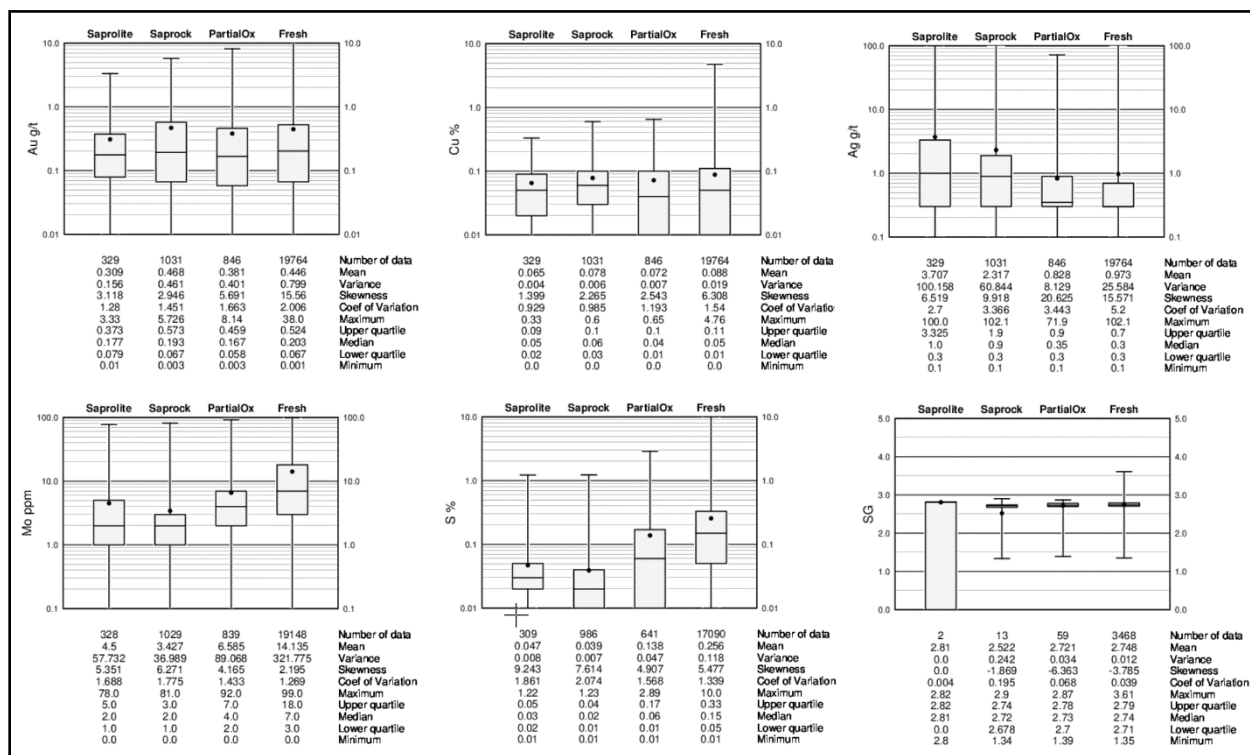 Saprolite Saprock PartialOx Fresh
10.0 10.0
1.0 1.0
0.1 0.1
0.01 0.01
Au g/t
329 1031 846 19764 Number of data
0.309 0.468 0.381 0.446 Mean
0.156 0.461 0.401 0.799 Variance
3.118 2.946 5.691 15.56 Skewness
1.28 1.451 1.663 2.006 Coef of Variation
3.33 5.726 8.14 38.0 Maximum
0.373 0.573 0.459 0.524 Upper quartile
0.177 0.193 0.167 0.203 Median
0.079 0.067 0.058 0.067 Lower quartile
0.01 0.003 0.003 0.001 Minimum
Saprolite Saprock PartialOx Fresh
10.0 10.0
1.0 1.0
0.1 0.1
0.01 0.01
Cu %
329 1031 846 19764 Number of data
0.065 0.078 0.072 0.088 Mean
0.004 0.006 0.007 0.019 Variance
1.399 2.265 2.543 6.308 Skewness
0.929 0.985 1.193 1.54 Coef of Variation
0.33 0.6 0.65 4.76 Maximum
0.09 0.1 0.1 0.11 Upper quartile
0.05 0.06 0.04 0.05 Median
0.02 0.03 0.01 0.01 Lower quartile
0.0 0.0 0.0 0.0 Minimum
Saprolite Saprock PartialOx Fresh
100.0 100.0
10.0 10.0
1.0 1.0
0.1 0.1
Ag g/t
329 1031 846 19764 Number of data
3.707 2.317 0.828 0.973 Mean
100.158 60.844 8.129 25.584 Variance
6.519 9.918 20.625 15.571 Skewness
2.7 3.366 3.443 5.2 Coef of Variation
100.0 102.1 71.9 102.1 Maximum
3.325 1.9 0.9 0.7 Upper quartile
1.0 0.9 0.35 0.3 Median
0.3 0.3 0.3 0.3 Lower quartile
0.1 0.1 0.1 0.1 Minimum
Saprolite Saprock PartialOx Fresh
100.0 100.0
10.0 10.0
1.0 1.0
0.1 0.1
Mo ppm
328 1029 839 19148 Number of data
4.5 3.427 6.585 14.135 Mean
57.732 36.989 89.068 321.775 Variance
5.351 6.271 4.165 2.195 Skewness
1.688 1.775 1.433 1.269 Coef of Variation
78.0 81.0 92.0 99.0 Maximum
5.0 3.0 7.0 18.0 Upper quartile
2.0 2.0 4.0 7.0 Median
1.0 1.0 2.0 3.0 Lower quartile
0.0 0.0 0.0 0.0 Minimum
Saprolite Saprock PartialOx Fresh
10.0 10.0
1.0 1.0
0.1 0.1
0.01 0.01
S %
309 986 641 17090 Number of data
0.047 0.039 0.138 0.256 Mean
0.008 0.007 0.047 0.118 Variance
9.243 7.614 4.907 5.477 Skewness
1.861 2.074 1.568 1.339 Coef of Variation
1.22 1.23 2.89 10.0 Maximum
0.05 0.04 0.17 0.33 Upper quartile
0.03 0.02 0.06 0.15 Median
0.02 0.01 0.01 0.05 Lower quartile
0.01 0.01 0.01 0.01 Minimum
Saprolite Saprock PartialOx Fresh
5.0 5.0
4.0 4.0
3.0 3.0
2.0 2.0
1.0 1.0
0.0 0.0
SG
2 13 59 3468 Number of data
2.81 2.522 2.721 2.748 Mean
0.0 0.242 0.034 0.012 Variance
0.0 -1.869 -6.363 -3.785 Skewness
0.004 0.195 0.068 0.039 Coef of Variation
2.82 2.9 2.87 3.61 Maximum
2.82 2.74 2.78 2.79 Upper quartile
2.81 2.72 2.73 2.74 Median
0.0 2.678 2.7 2.71 Lower quartile
2.8 1.34 1.39 1.35 Minimum